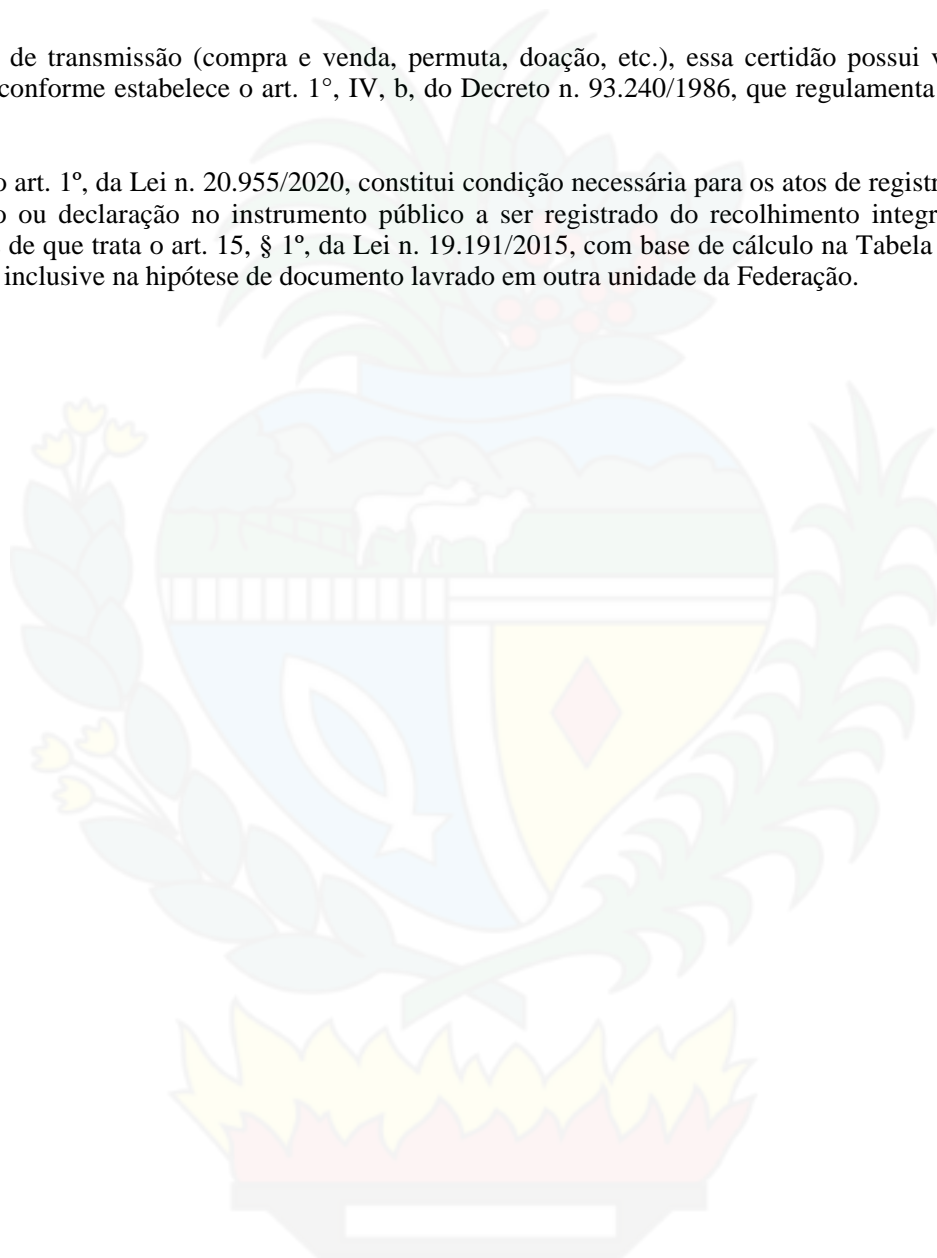 de transmissão (compra e venda, permuta, doação, etc.), essa certidão possui
conforme estabelece o art. 1°, IV, b, do Decreto n. 93.240/1986, que regulamenta
o art. 1º, da Lei n. 20.955/2020, constitui condição necessária para os atos de
o ou declaração no instrumento público a ser registrado do recolhimento
de que trata o art. 15, § 1º, da Lei n. 19.191/2015, com base de cálculo na Tabela
inclusive na hipótese de documento lavrado em outra unidade da Federação.